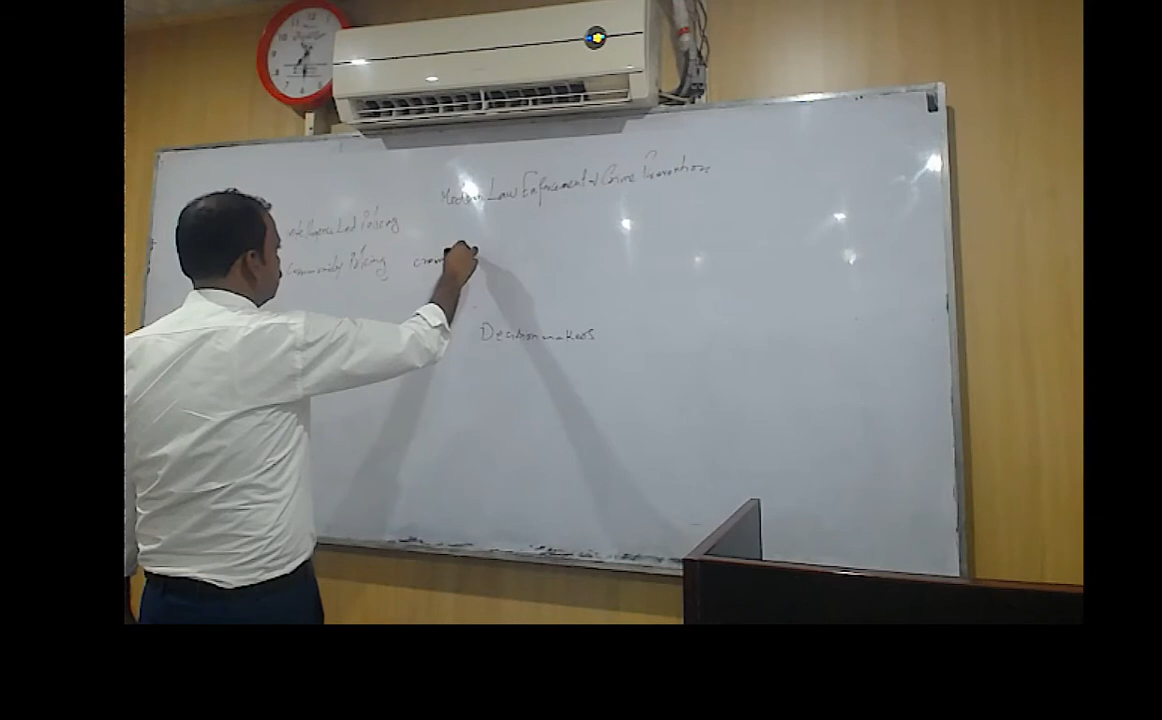 Modern Law Enforcement & Crime Prevention
Intelligence Led Policing
Community Policing
Decision makers